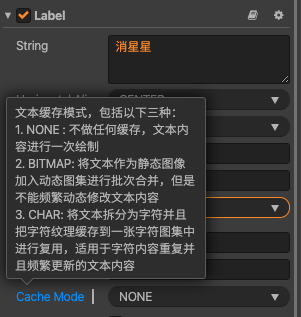 Label
String
消星星
文本缓存模式，包括以下三种：
1. NONE : 不做任何缓存，文本内
容进行一次绘制
2. BITMAP: 将文本作为静态图像
加入动态图集进行批次合并，但是
不能频繁动态修改文本内容
3. CHAR: 将文本拆分为字符并且
把字符纹理缓存到一张字符图集中
进行复用，适用于字符内容重复并
且频繁更新的文本内容
Cache Mode NONE